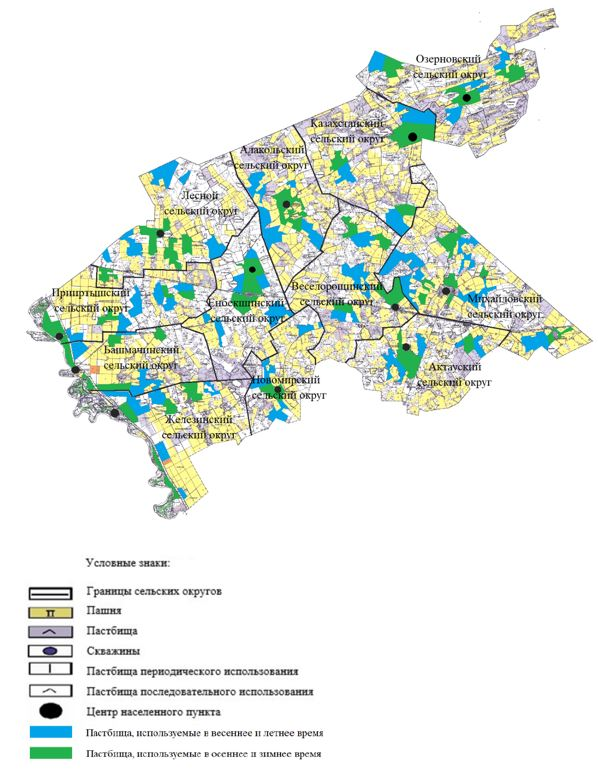 Озерновский
сельский округ
Казахстанский
сельский округ
Алакольский
сельский округ
Лесной
сельский округ
Прииртышский
сельский округ
Енбекшинский
сельский округ
Веселорощинский
сельский округ
Михайловский
сельский округ
Башмачинский
сельский округ
Новомирский
сельский округ
Актауский
сельский округ
Железинский
сельский округ
Условные знаки:
Границы сельских округов
Пашня
Пастбища
Скважины
Пастбища периодического использования
Пастбища последовательного использования
Центр населенного пункта
Пастбища, используемые в весеннее и летнее время
Пастбища, используемые в осеннее и зимнее время